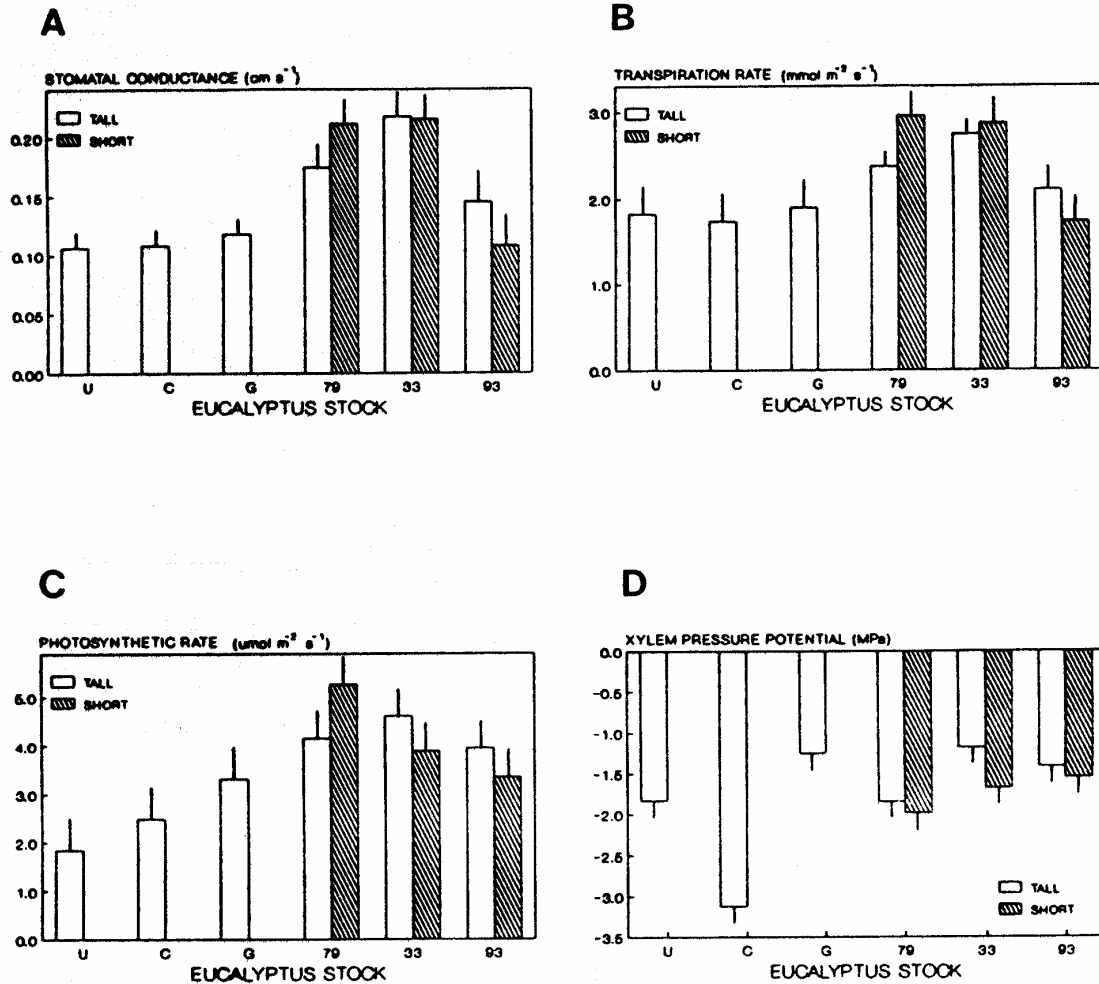 A
STOMATAL CONDUCTANCE (cm s⁻¹)
TALL
SHORT
0.20
0.15
0.10
0.05
0.00
U C G 79 33 93
EUCALYPTUS STOCK
B
TRANSPIRATION RATE (mmol m⁻² s⁻¹)
TALL
SHORT
3.0
2.0
1.0
0.0
U C G 79 33 93
EUCALYPTUS STOCK
C
PHOTOSYNTHETIC RATE (umol m⁻² s⁻¹)
TALL
SHORT
5.0
4.0
3.0
2.0
1.0
0.0
U C G 79 33 93
EUCALYPTUS STOCK
D
XYLEM PRESSURE POTENTIAL (MPa)
0.0
-0.5
-1.0
-1.5
-2.0
-2.5
-3.0
-3.5
TALL
SHORT
U C G 79 33 93
EUCALYPTUS STOCK